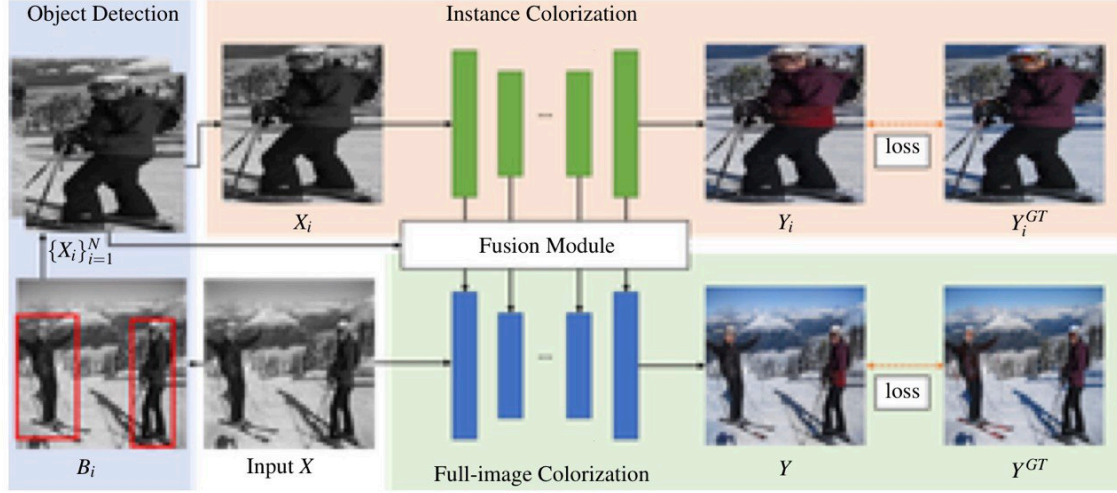 Object Detection
Instance Colorization
...
X_i
Y_i
Y_i^{GT}
loss
Fusion Module
{X_i}_{i=1}^N
...
loss
B_i
Input X
Full-image Colorization
Y
Y^{GT}